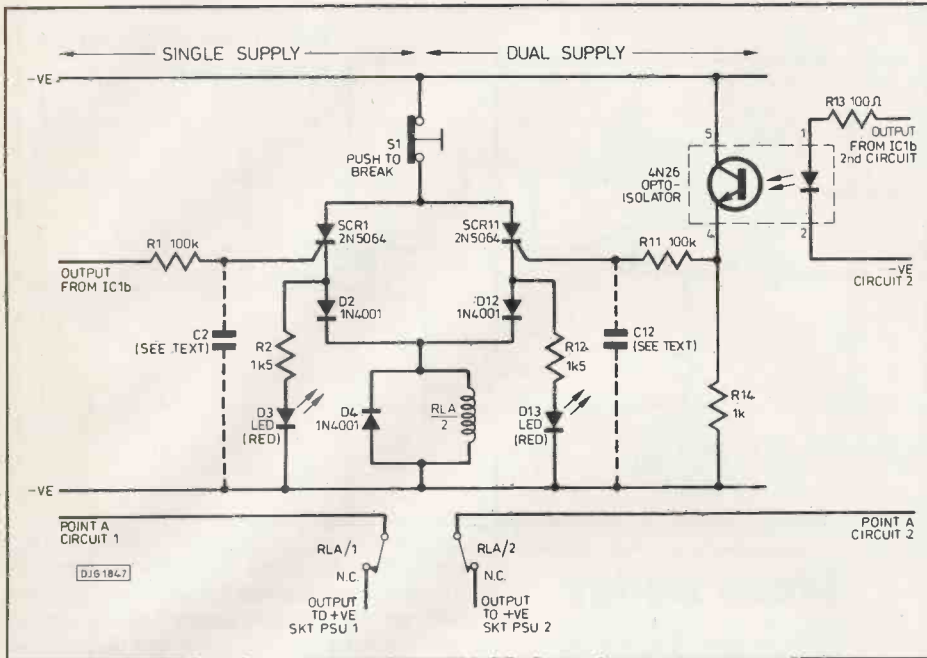 SINGLE SUPPLY
DUAL SUPPLY
-VE
R13 100Ω
OUTPUT
FROM IC1b
2nd CIRCUIT
S1
PUSH TO
BREAK
5
1
4N26
OPTO-
ISOLATOR
4
2
SCR1
2N5064
SCR11
2N5064
R1 100k
R11 100k
OUTPUT
FROM IC1b
-VE
CIRCUIT 2
D2
1N4001
D12
1N4001
C2
(SEE TEXT)
R2
1k5
R12
1k5
C12
(SEE TEXT)
D3
LED
(RED)
D4
1N4001
RLA
2
D13
LED
(RED)
R14
1k
-VE
POINT A
CIRCUIT 1
POINT A
CIRCUIT 2
RLA/1
RLA/2
N.C.
N.C.
DJG1847
OUTPUT
TO +VE
SKT PSU 1
OUTPUT
TO +VE
SKT PSU 2